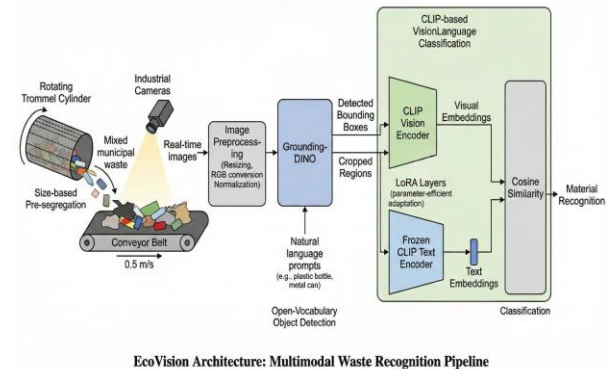 CLIP-based
VisionLanguage
Classification
Rotating
Trommel Cylinder
Industrial
Cameras
Mixed
municipal
waste
Real-time
images
Size-based
Pre-segregation
Conveyor Belt
0.5 m/s
Image
Preprocess-
ing
(Resizing,
RGB conversion
Normalization)
Grounding-
DINO
Natural
language
prompts
(e.g., plastic bottle,
metal can)
Open-Vocabulary
Object Detection
Detected
Bounding
Boxes
Cropped
Regions
CLIP
Vision
Encoder
Visual
Embeddings
LoRA Layers
(parameter-efficient
adaptation)
Frozen
CLIP Text
Encoder
Text
Embeddings
Cosine
Similarity
Classification
Material
Recognition
EcoVision Architecture: Multimodal Waste Recognition Pipeline